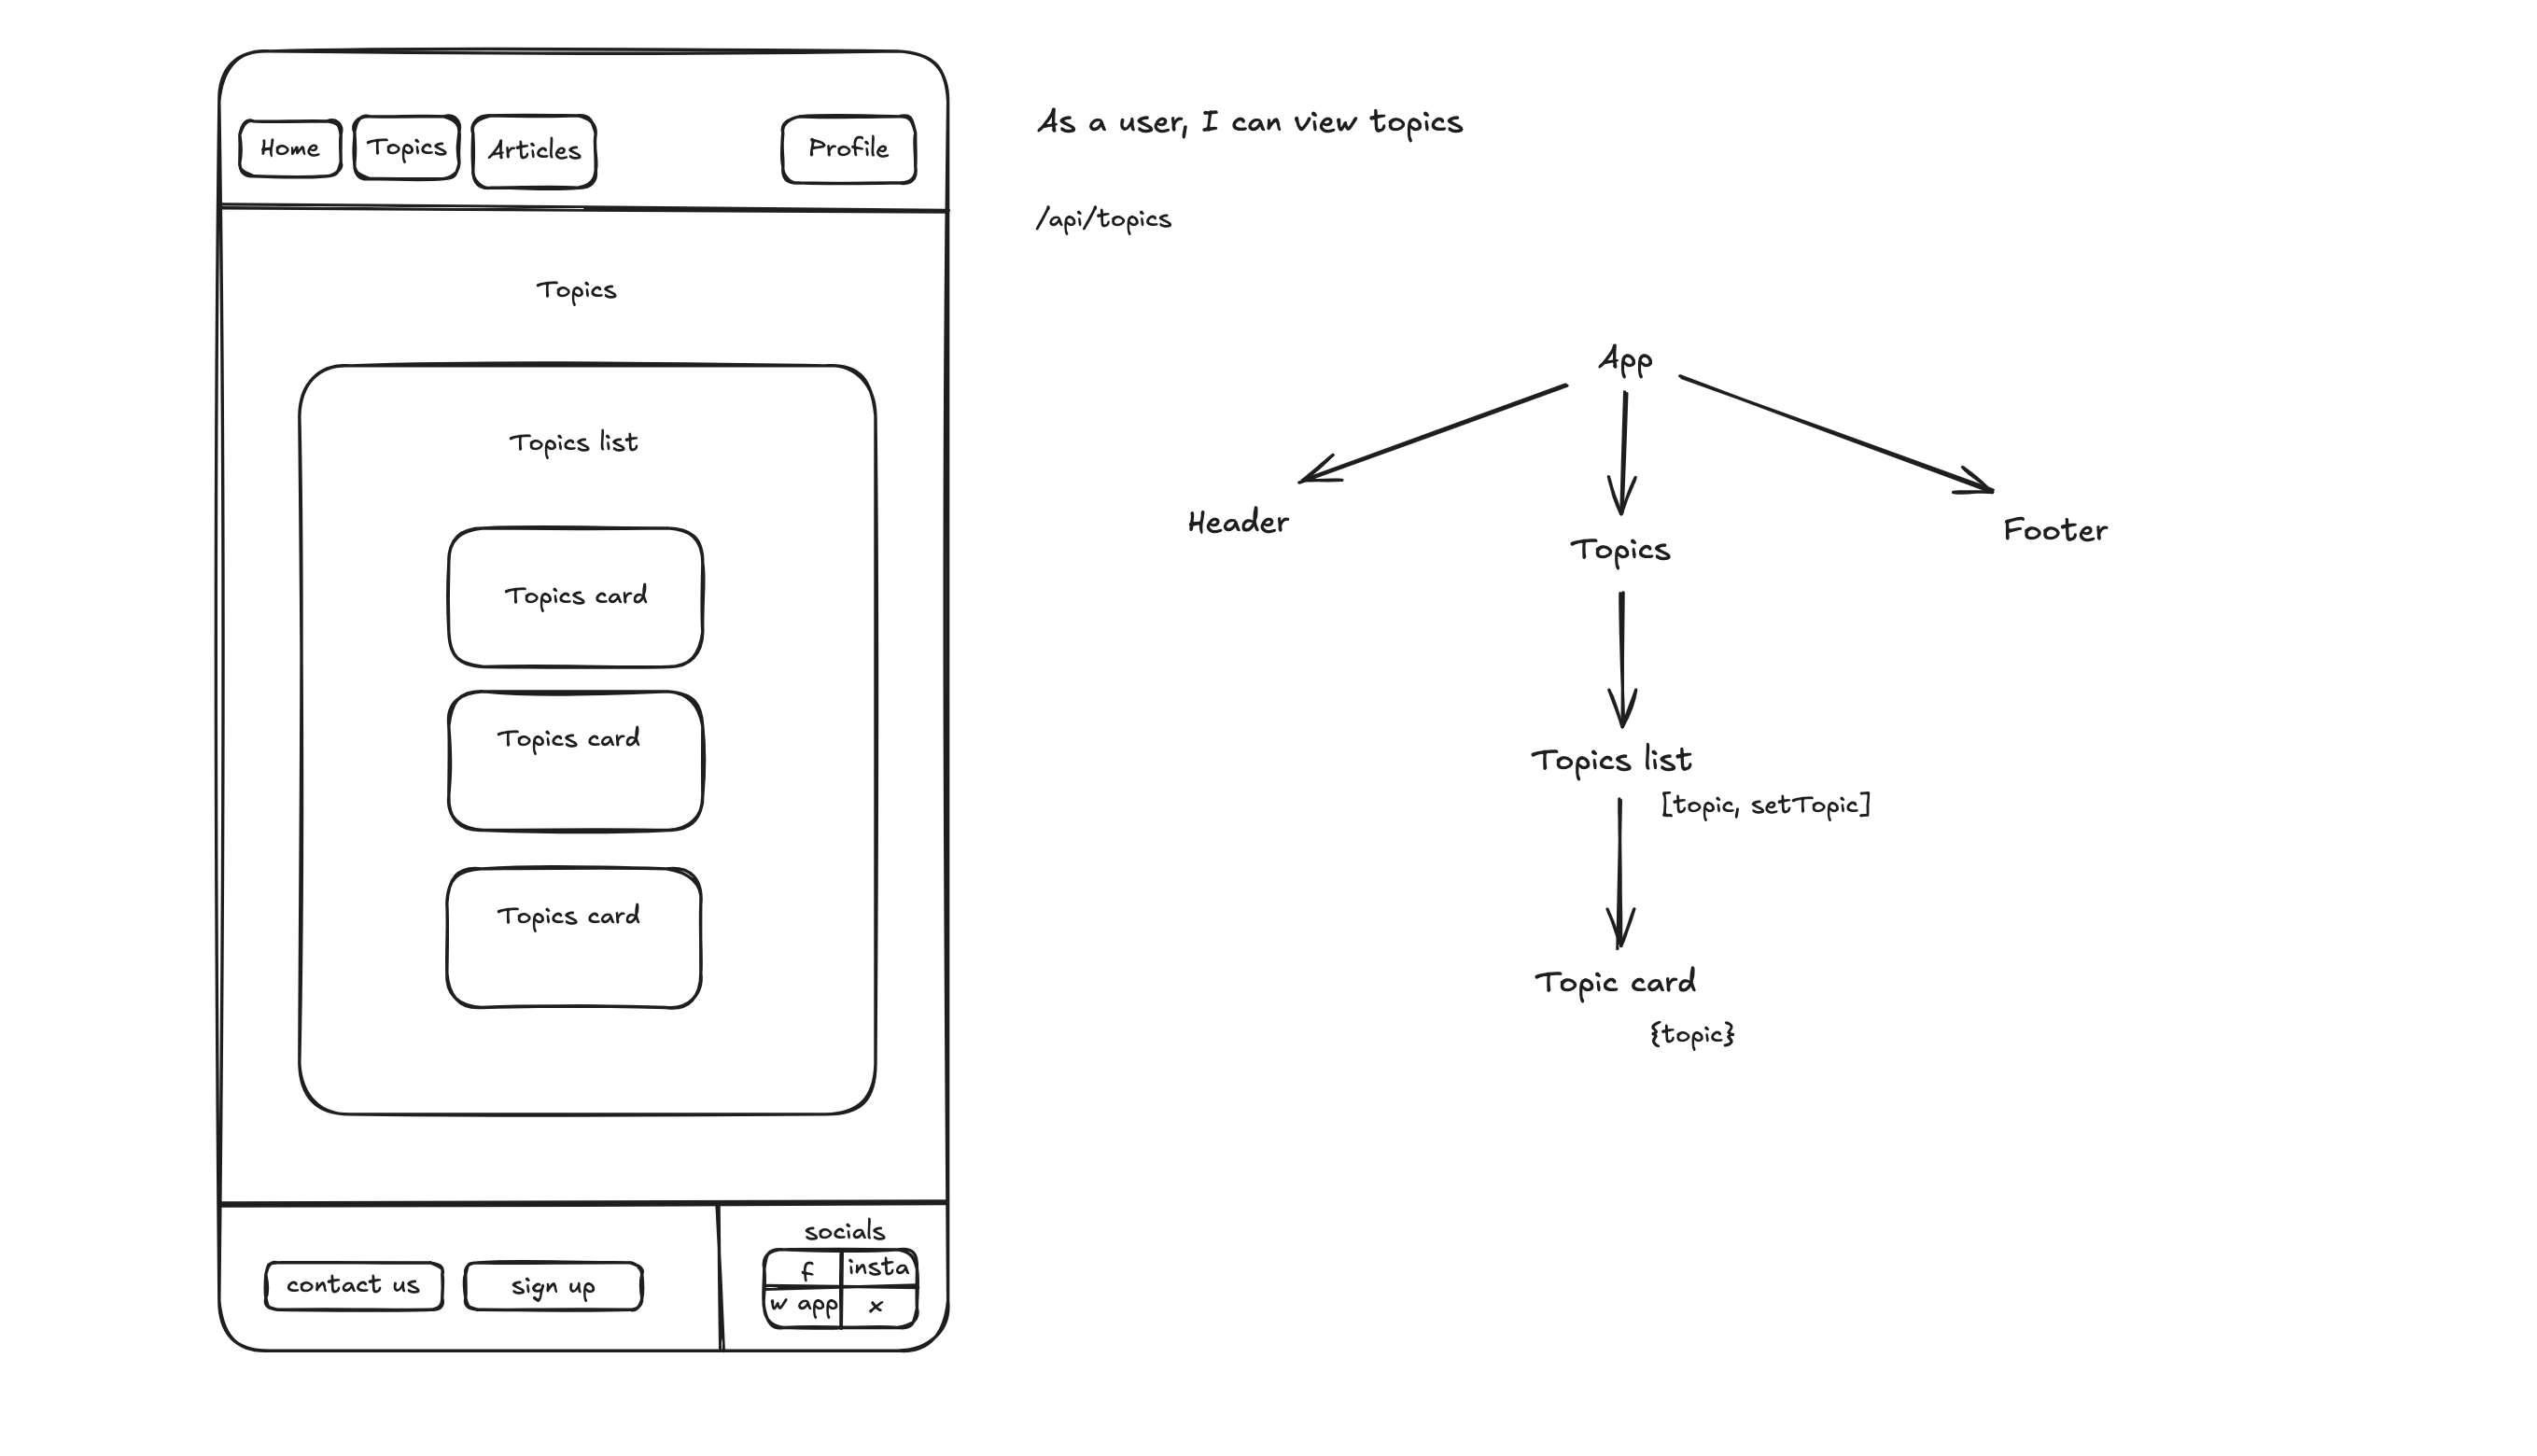 Home
Topics
Articles
Profile
Topics
Topics list
Topics card
Topics card
Topics card
contact us
sign up
socials
f
insta
w app
x
As a user, I can view topics
/api/topics
App
Header
Topics
Footer
Topics list
[topic, setTopic]
Topic card
{topic}